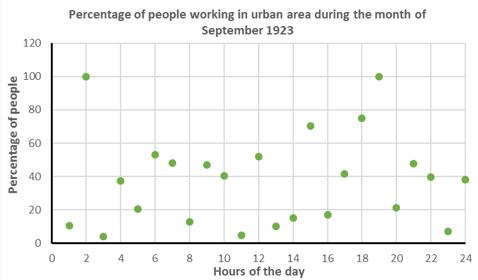 Percentage of people working in urban area during the month of
September 1923
120
100
80
60
40
20
0
Percentage of people
0 2 4 6 8 10 12 14 16 18 20 22 24
Hours of the day